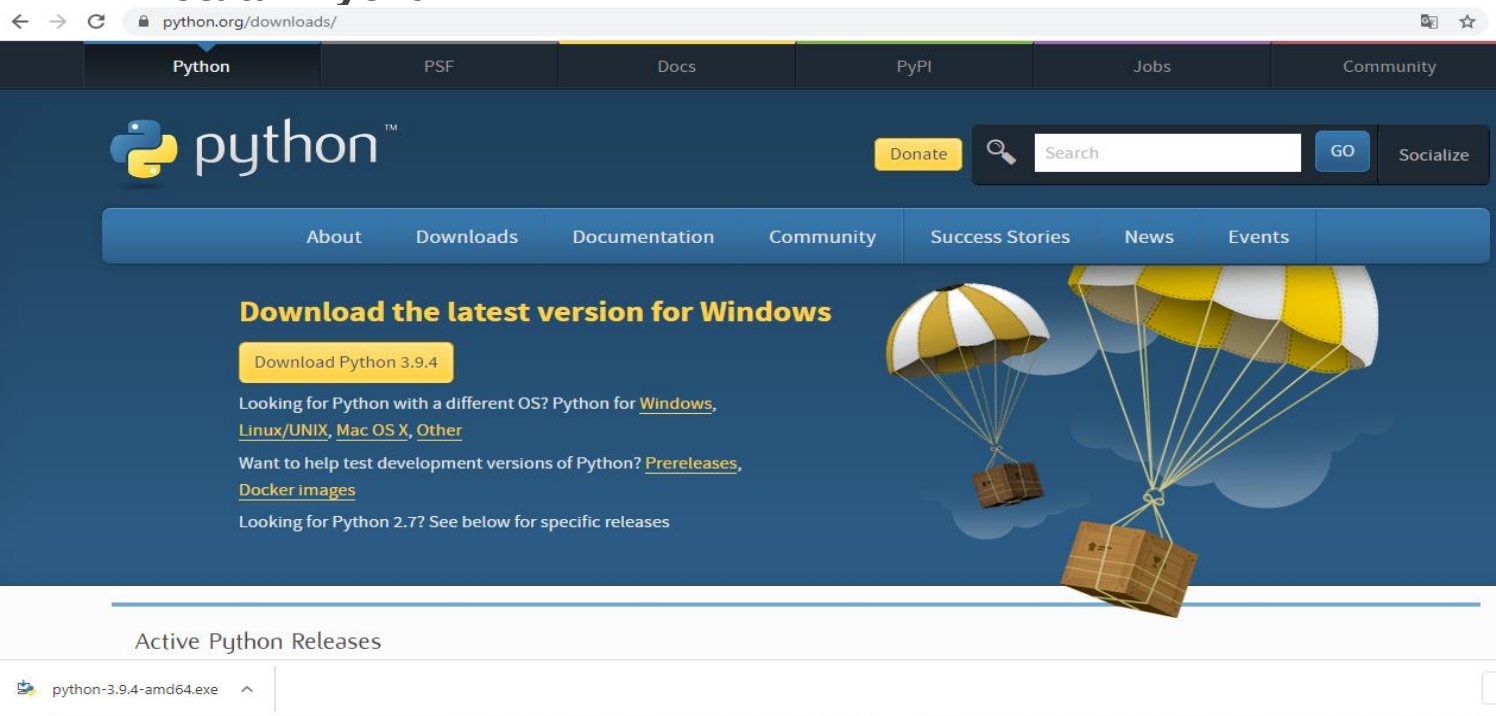 python.org/downloads/
Python PSF Docs PyPI Jobs Community
python™
Donate Search GO Socialize
About Downloads Documentation Community Success Stories News Events
Download the latest version for Windows
Download Python 3.9.4
Looking for Python with a different OS? Python for Windows,
Linux/UNIX, Mac OS X, Other
Want to help test development versions of Python? Prereleases,
Docker images
Looking for Python 2.7? See below for specific releases
Active Python Releases
python-3.9.4-amd64.exe